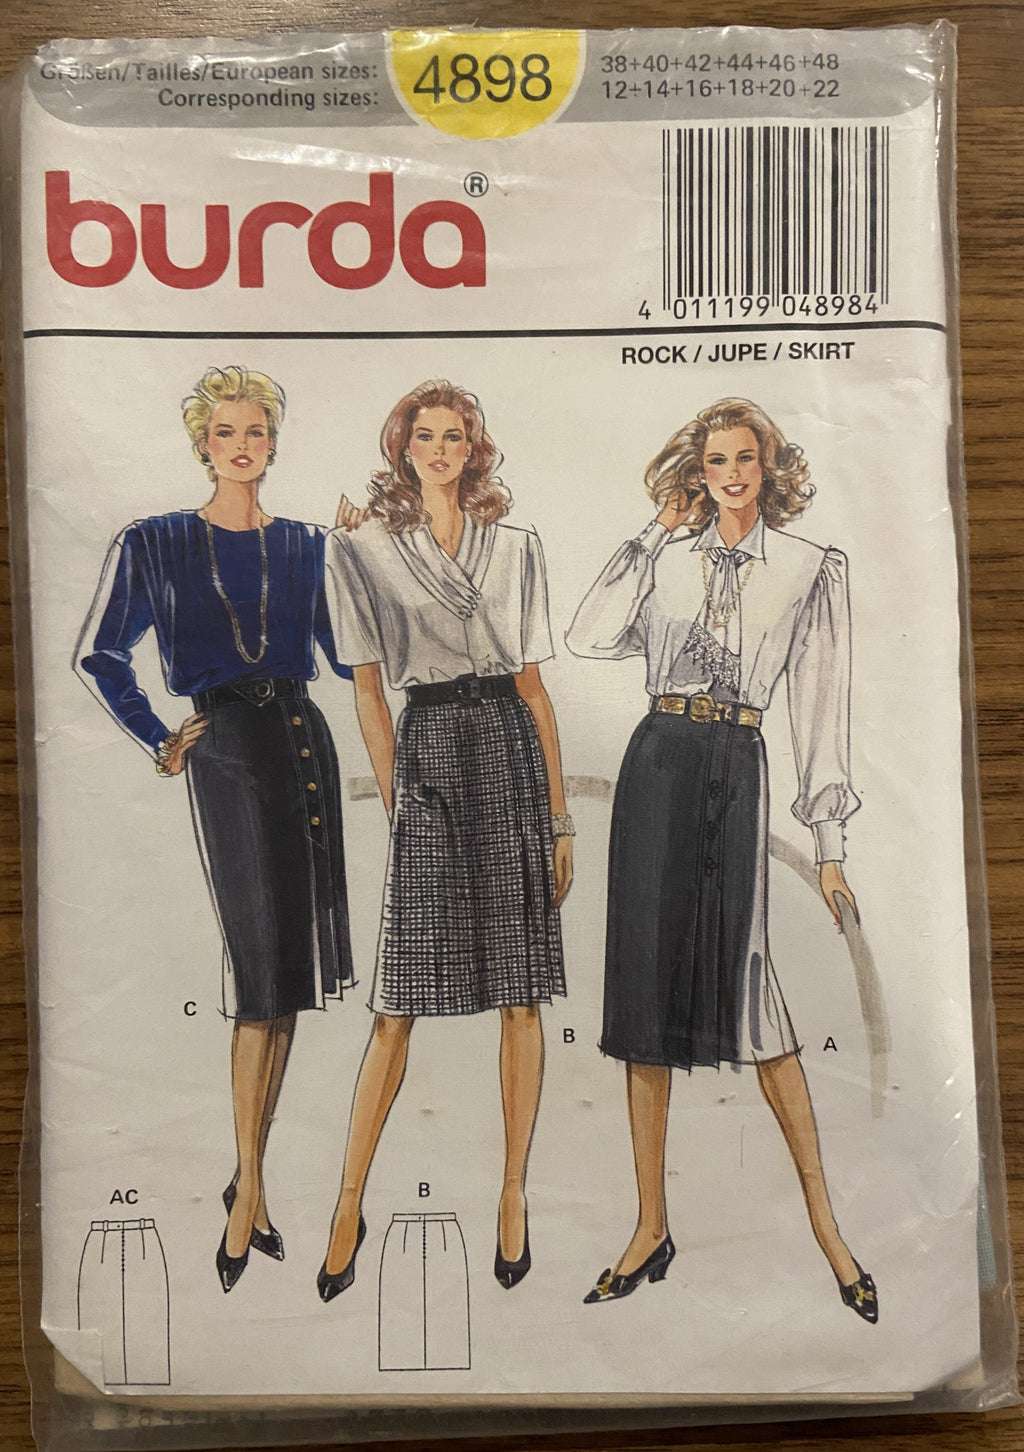 Größen/Tailles/European sizes: 38+40+42+44+46+48
Corresponding sizes: 12+14+16+18+20+22
4898
burda®
4 011199 048984
ROCK / JUPE / SKIRT
C
B
A
AC
B